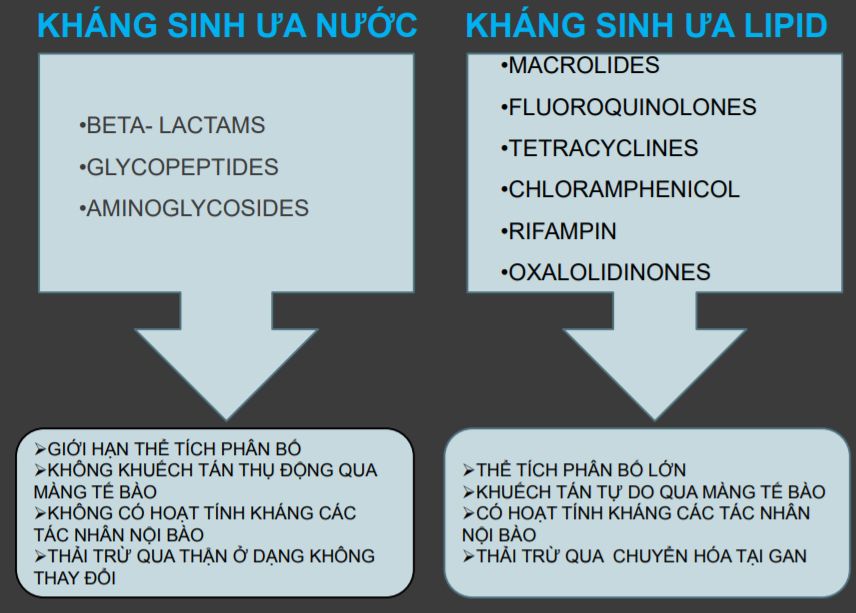 KHÁNG SINH ƯA NƯỚC
•BETA- LACTAMS
•GLYCOPEPTIDES
•AMINOGLYCOSIDES
➢GIỚI HẠN THỂ TÍCH PHÂN BỐ
➢KHÔNG KHUẾCH TÁN THỤ ĐỘNG QUA
MÀNG TẾ BÀO
➢KHÔNG CÓ HOẠT TÍNH KHÁNG CÁC
TÁC NHÂN NỘI BÀO
➢THẢI TRỪ QUA THẬN Ở DẠNG KHÔNG
THAY ĐỔI
KHÁNG SINH ƯA LIPID
•MACROLIDES
•FLUOROQUINOLONES
•TETRACYCLINES
•CHLORAMPHENICOL
•RIFAMPIN
•OXALOLIDINONES
➢THỂ TÍCH PHÂN BỐ LỚN
➢KHUẾCH TÁN TỰ DO QUA MÀNG TẾ BÀO
➢CÓ HOẠT TÍNH KHÁNG CÁC TÁC NHÂN
NỘI BÀO
➢THẢI TRỪ QUA CHUYỂN HÓA TẠI GAN